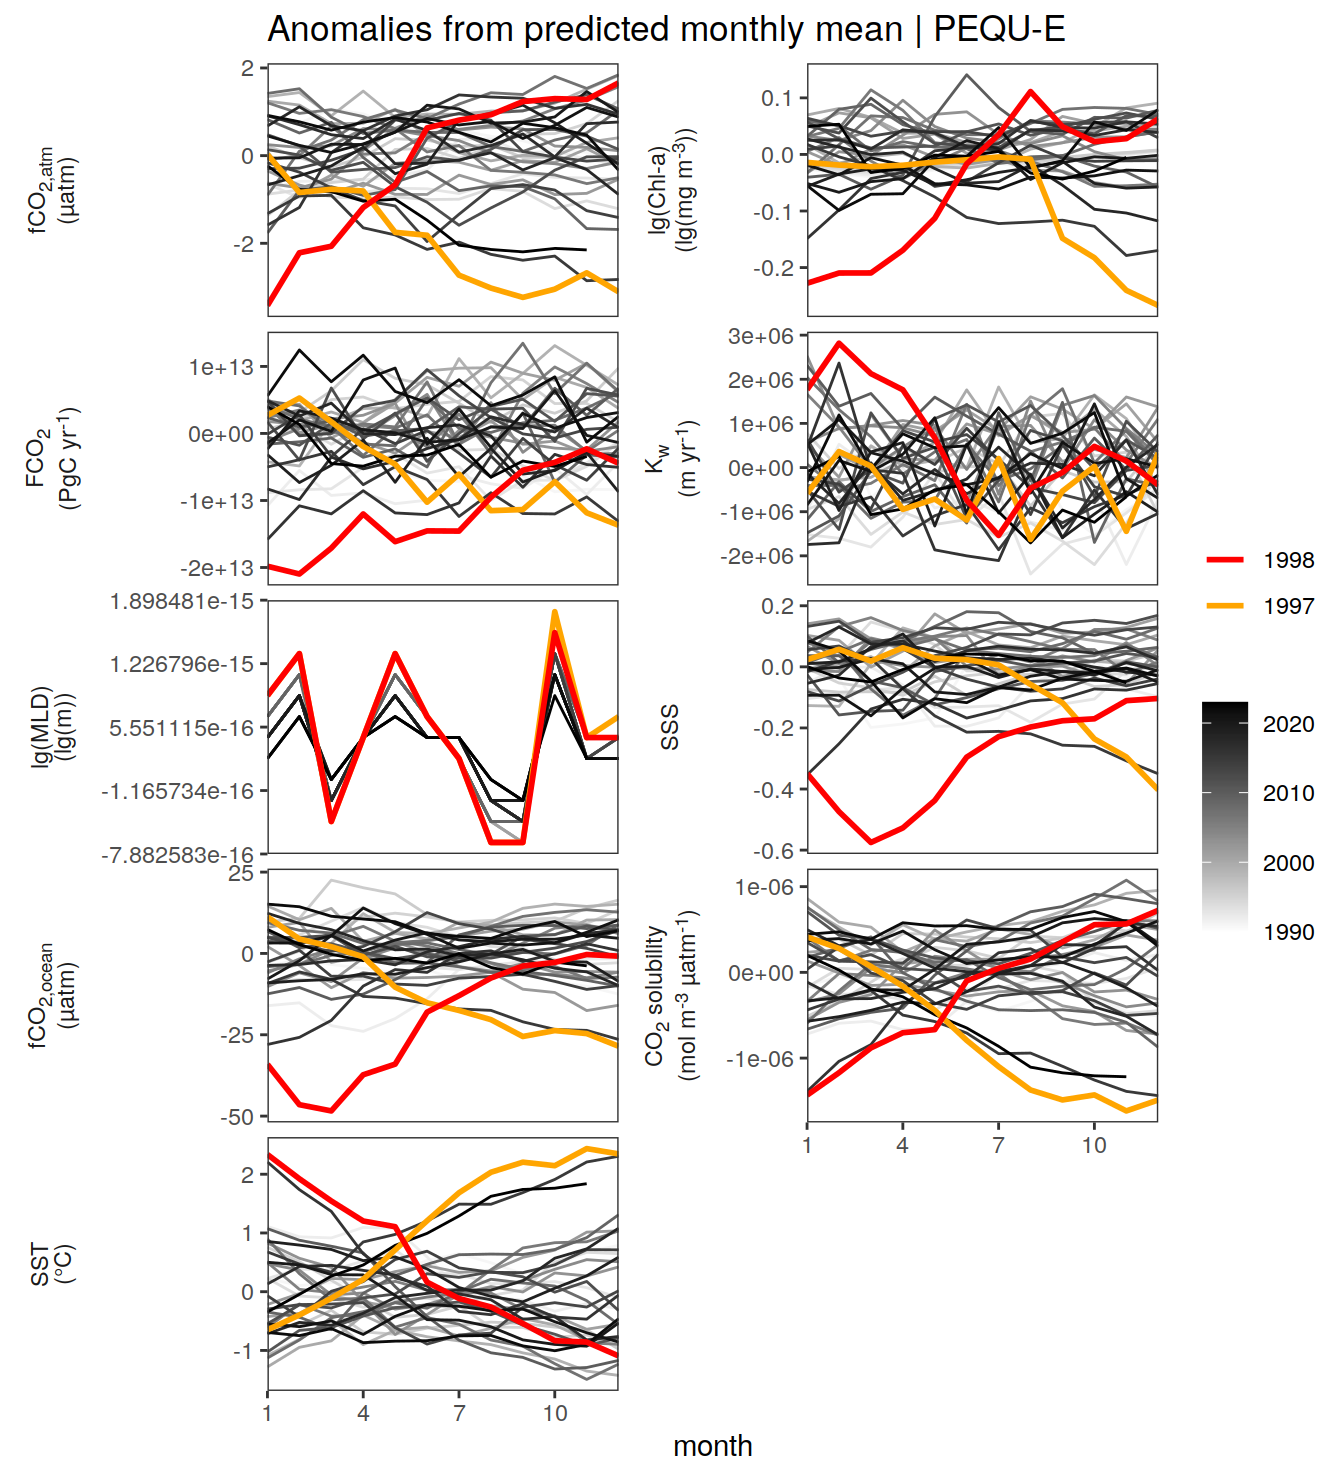 Anomalies from predicted monthly mean | PEQU-E
fCO2,atm
(µatm)
2
0
-2
lg(Chl-a)
(lg(mg m-3))
0.1
0.0
-0.1
-0.2
FCO2
(PgC yr-1)
1e+13
0e+00
-1e+13
-2e+13
Kw
(m yr-1)
3e+06
2e+06
1e+06
0e+00
-1e+06
-2e+06
lg(MLD)
(lg(m))
1.898481e-15
1.226796e-15
5.551115e-16
-1.165734e-16
-7.882583e-16
SSS
0.2
0.0
-0.2
-0.4
-0.6
fCO2,ocean
(µatm)
25
0
-25
-50
CO2 solubility
(mol m-3 µatm-1)
1e-06
0e+00
-1e-06
1 4 7 10
SST
(°C)
2
1
0
-1
1 4 7 10
month
1998
1997
2020
2010
2000
1990